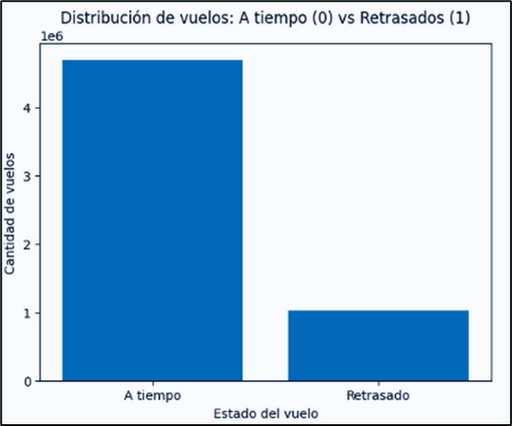 Distribución de vuelos: A tiempo (0) vs Retrasados (1)
1e6
4
3
2
1
0
Cantidad de vuelos
A tiempo
Retrasado
Estado del vuelo